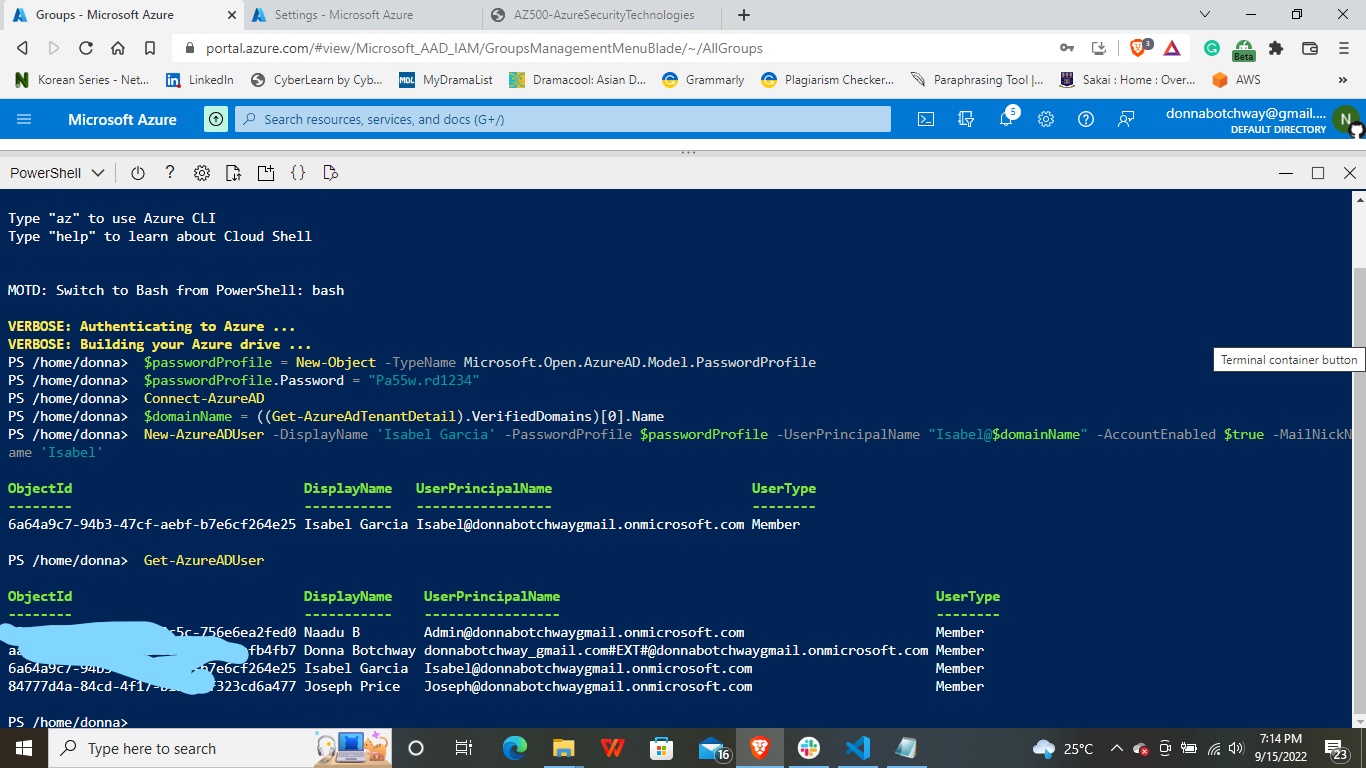 Groups - Microsoft Azure
Settings - Microsoft Azure
AZ500-AzureSecurityTechnologies
portal.azure.com/#view/Microsoft_AAD_IAM/GroupsManagementMenuBlade/~/AllGroups
3
Beta
Korean Series - Net...
LinkedIn
CyberLearn by Cyb...
MDL MyDramaList
Dramacool: Asian D...
Grammarly
Plagiarism Checker...
Paraphrasing Tool |...
Sakai : Home : Over...
AWS
»
Microsoft Azure
Search resources, services, and docs (G+/)
5
donnabotchway@gmail....
DEFAULT DIRECTORY
N
PowerShell
Type "az" to use Azure CLI
Type "help" to learn about Cloud Shell
MOTD: Switch to Bash from PowerShell: bash
VERBOSE: Authenticating to Azure ...
VERBOSE: Building your Azure drive ...
PS /home/donna> $passwordProfile = New-Object -TypeName Microsoft.Open.AzureAD.Model.PasswordProfile
PS /home/donna> $passwordProfile.Password = "Pa55w.rd1234"
PS /home/donna> Connect-AzureAD
PS /home/donna> $domainName = ((Get-AzureAdTenantDetail).VerifiedDomains)[0].Name
PS /home/donna> New-AzureADUser -DisplayName 'Isabel Garcia' -PasswordProfile $passwordProfile -UserPrincipalName "Isabel@$domainName" -AccountEnabled $true -MailNickN
ame 'Isabel'
Terminal container button
ObjectId DisplayName UserPrincipalName UserType
-------- ----------- ----------------- --------
6a64a9c7-94b3-47cf-aebf-b7e6cf264e25 Isabel Garcia Isabel@donnabotchwaygmail.onmicrosoft.com Member
PS /home/donna> Get-AzureADUser
ObjectId DisplayName UserPrincipalName UserType
-------- ----------- ----------------- --------
c5c-756e6ea2fed0 Naadu B Admin@donnabotchwaygmail.onmicrosoft.com Member
fb4fb7 Donna Botchway donnabotchway_gmail.com#EXT#@donnabotchwaygmail.onmicrosoft.com Member
6a64a9c7-94b3 b7e6cf264e25 Isabel Garcia Isabel@donnabotchwaygmail.onmicrosoft.com Member
84777d4a-84cd-4f17- f323cd6a477 Joseph Price Joseph@donnabotchwaygmail.onmicrosoft.com Member
PS /home/donna>
Type here to search
16
25°C
7:14 PM
9/15/2022
23